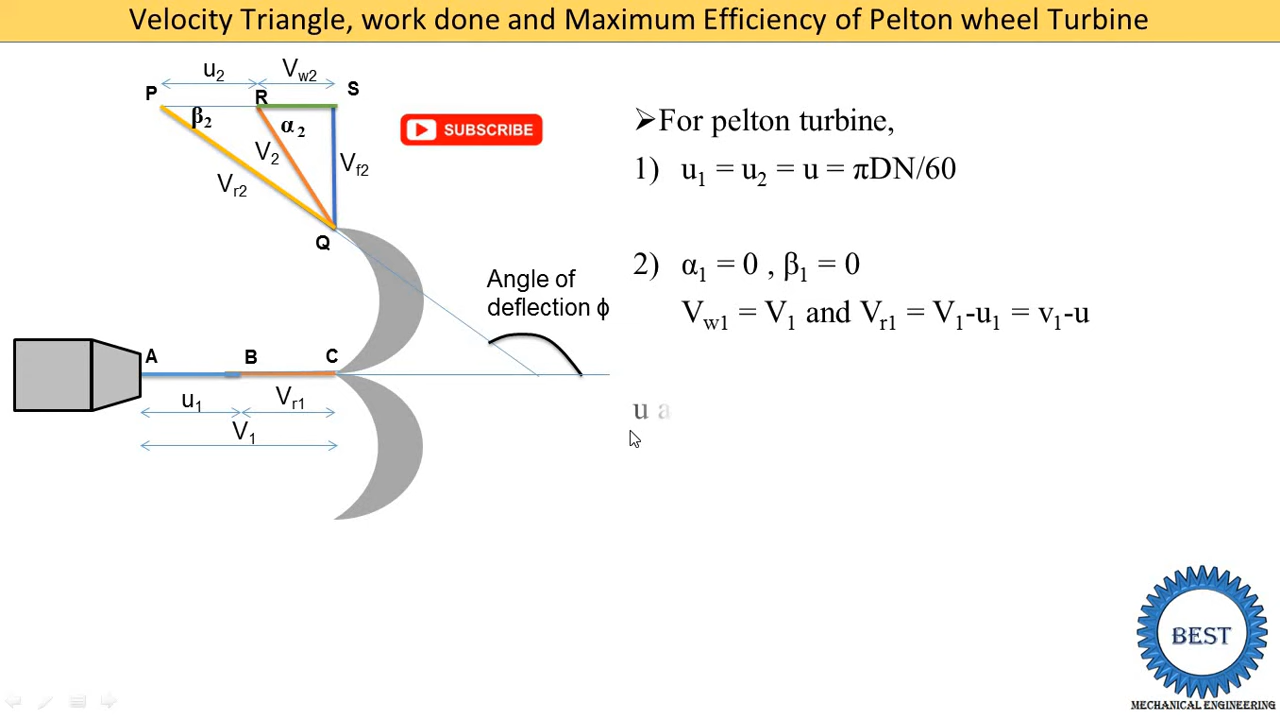 Velocity Triangle, work done and Maximum Efficiency of Pelton wheel Turbine
u₂ V_w2
P R S
β₂ α₂
V₂ V_f2
V_r2
Q
SUBSCRIBE
Angle of
deflection ϕ
A B C
u₁ V_r1
V₁
➢For pelton turbine,
1) u₁ = u₂ = u = πDN/60
2) α₁ = 0 , β₁ = 0
V_w1 = V₁ and V_r1 = V₁-u₁ = v₁-u
u a
BEST
MECHANICAL ENGINEERING